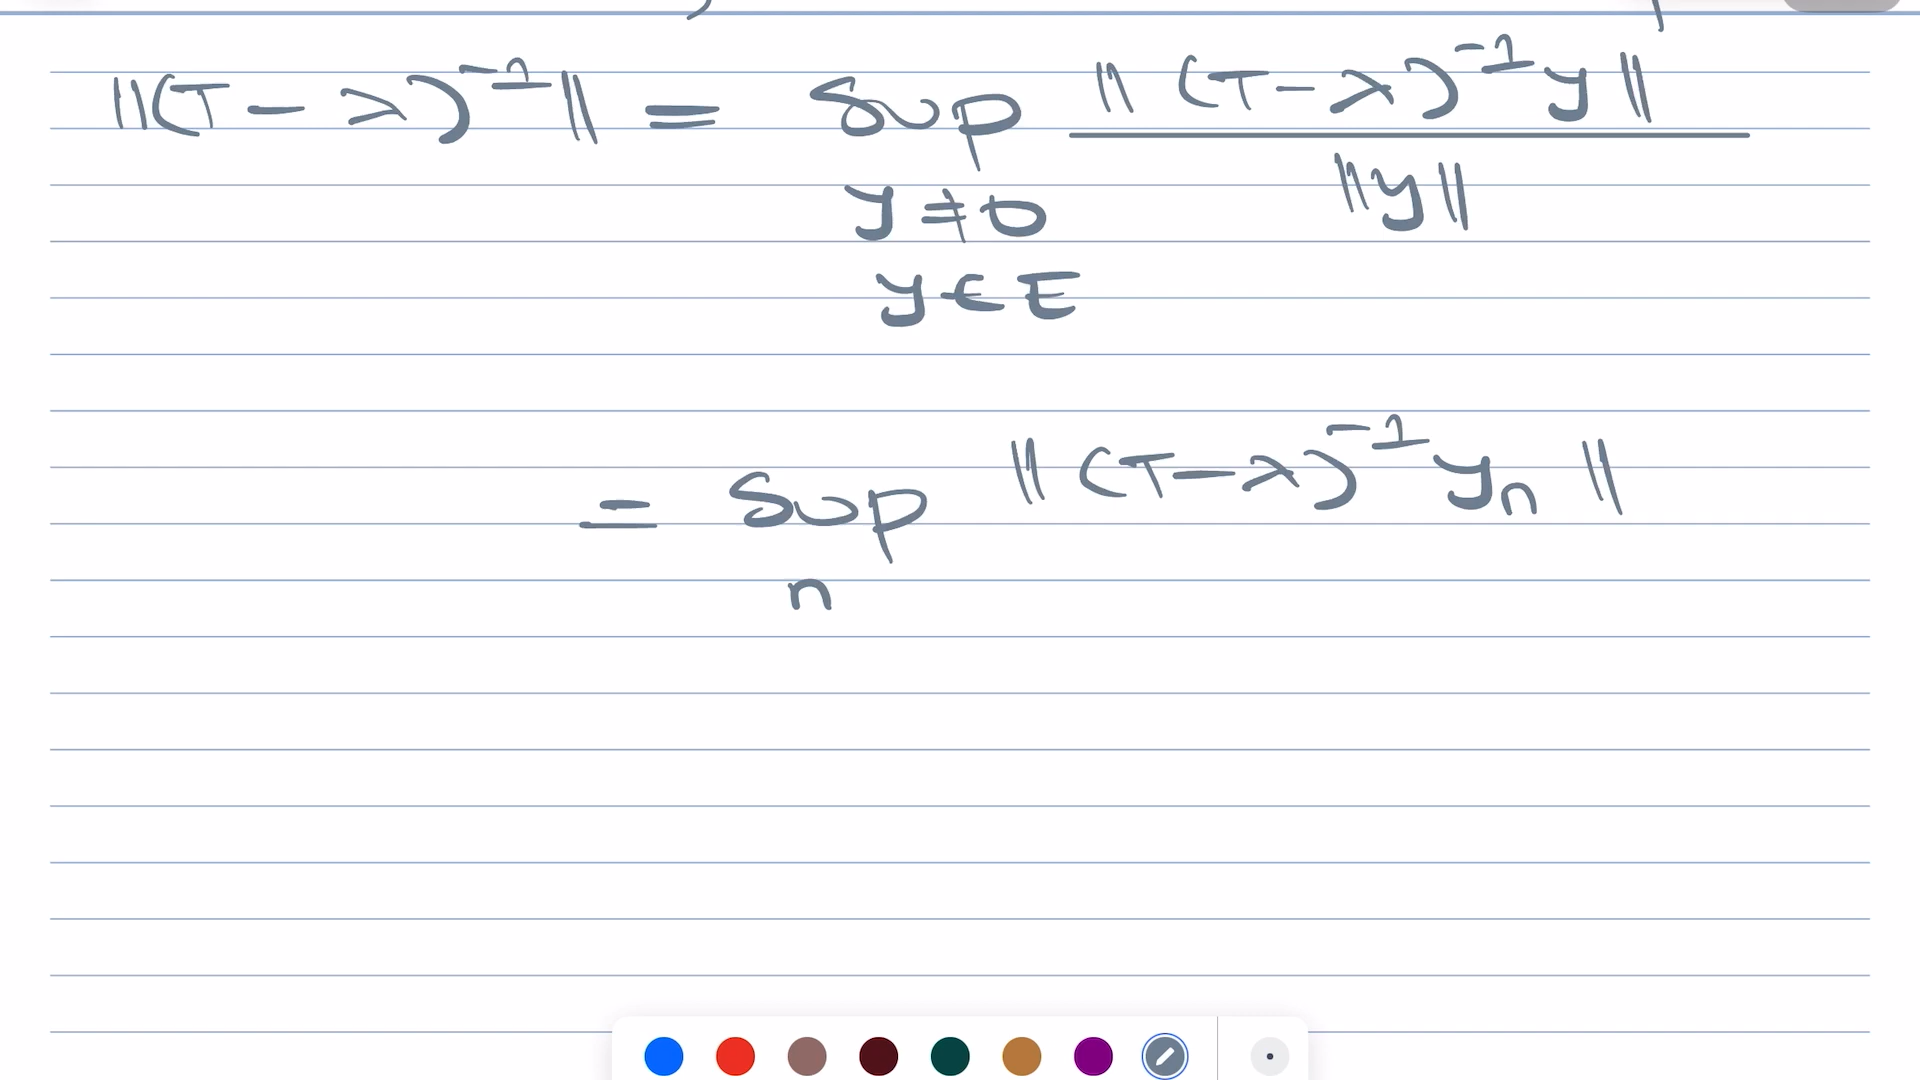 ‖(T - λ)⁻¹‖ = Sup ‖(T-λ)⁻¹y‖ / ‖y‖
y ≠ 0
y ∈ E
= Sup ‖(T-λ)⁻¹yₙ‖
n